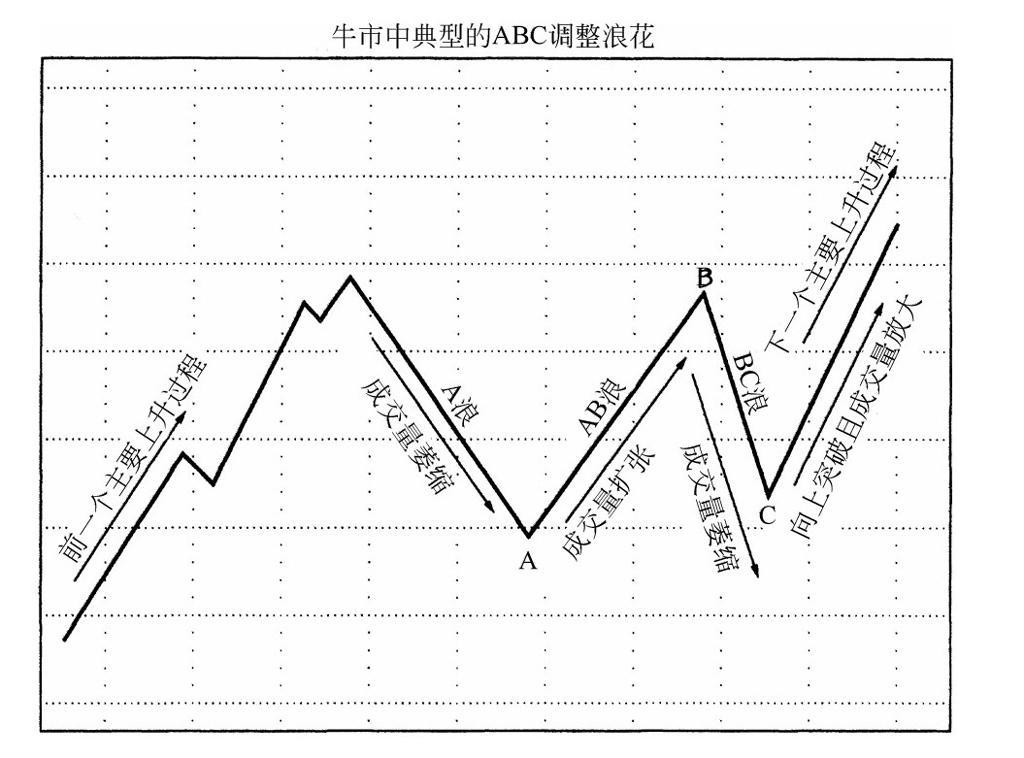 牛市中典型的ABC调整浪花
前一个主要上升过程
A浪
成交量萎缩
A
AB浪
成交量扩张
B
BC浪
成交量萎缩
C
下一个主要上升过程
向上突破且成交量放大